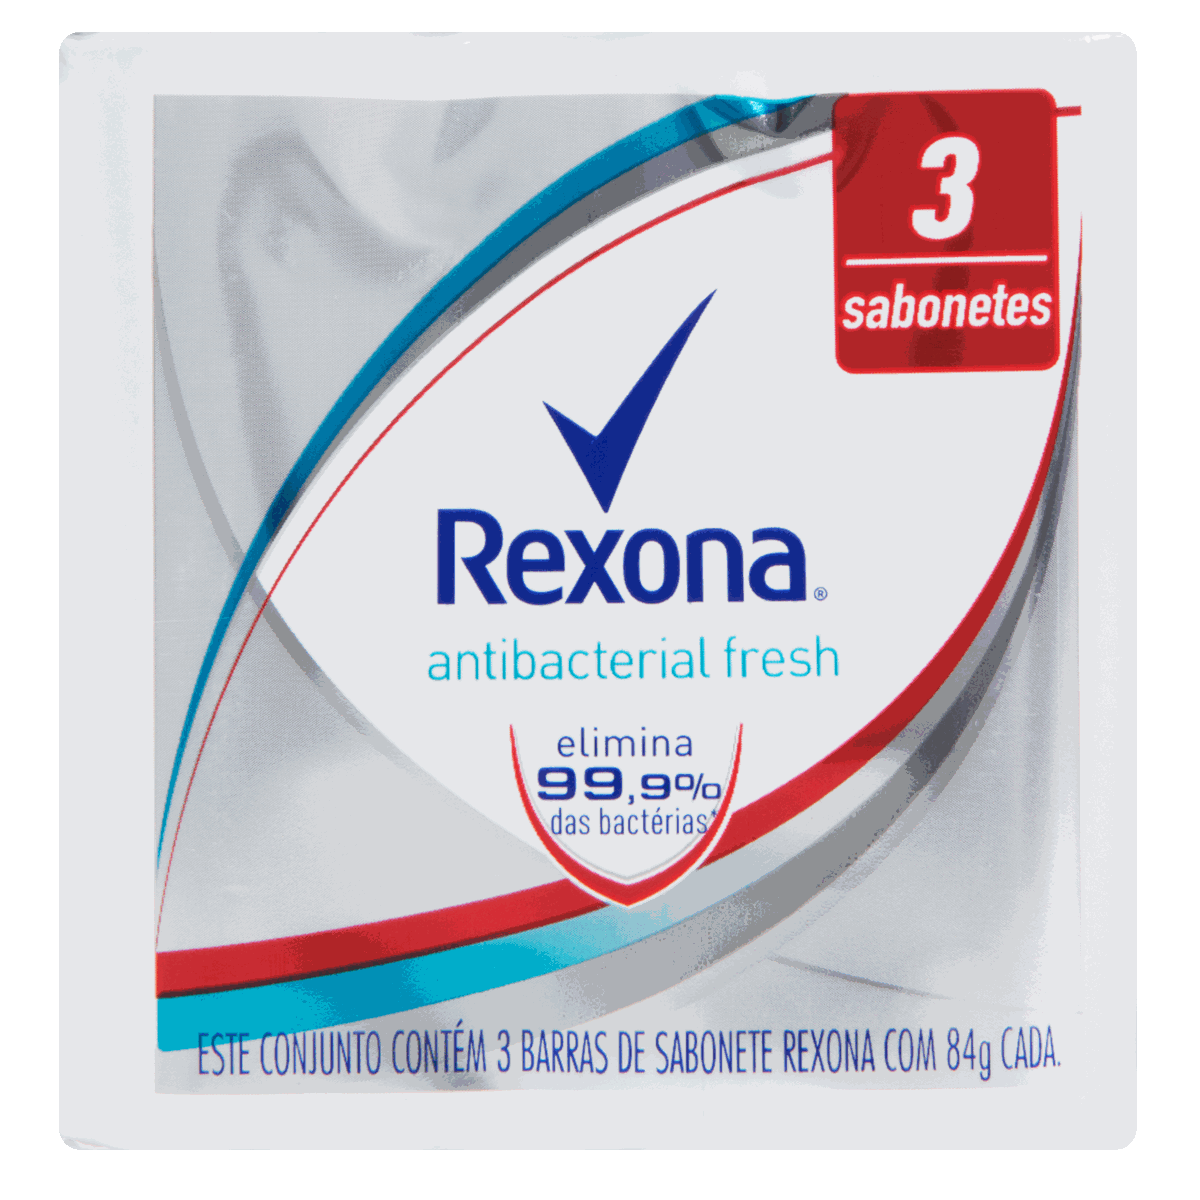 3
sabonetes
Rexona®
antibacterial fresh
elimina
99,9%
das bactérias*
ESTE CONJUNTO CONTÉM 3 BARRAS DE SABONETE REXONA COM 84g CADA.